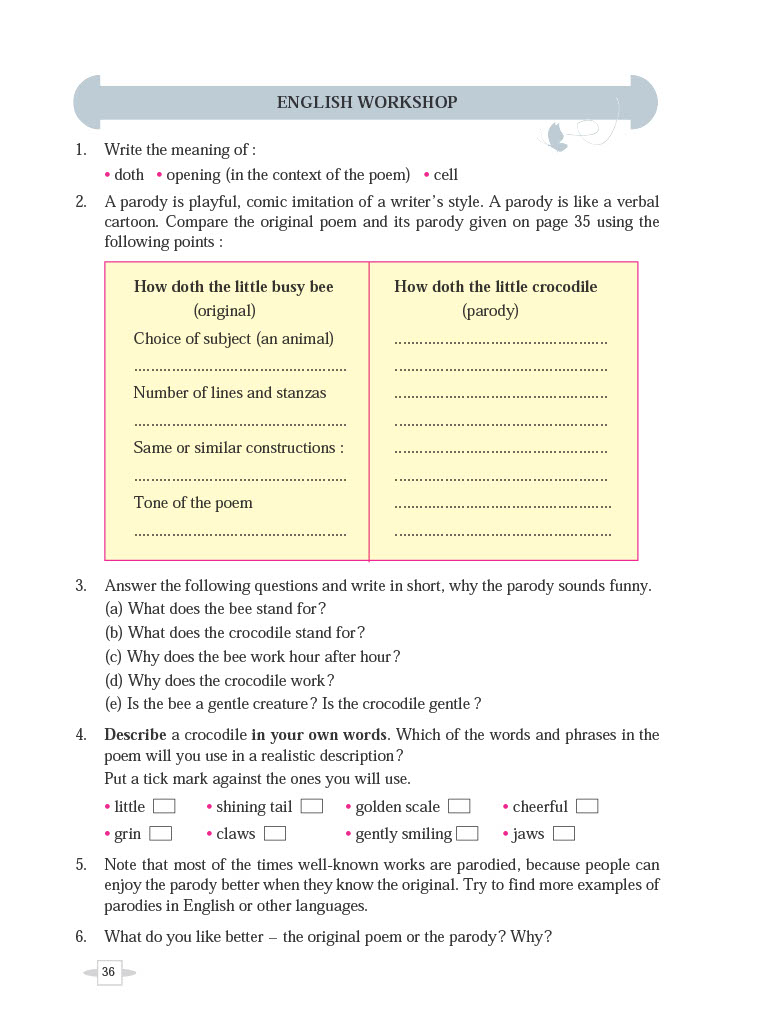 ENGLISH WORKSHOP
1. Write the meaning of :
• doth • opening (in the context of the poem) • cell
2. A parody is playful, comic imitation of a writer's style. A parody is like a verbal
cartoon. Compare the original poem and its parody given on page 35 using the
following points :
How doth the little busy bee
(original)
Choice of subject (an animal)
..................................................
Number of lines and stanzas
..................................................
Same or similar constructions :
..................................................
Tone of the poem
..................................................
How doth the little crocodile
(parody)
..................................................
..................................................
..................................................
..................................................
..................................................
..................................................
..................................................
..................................................
3. Answer the following questions and write in short, why the parody sounds funny.
(a) What does the bee stand for?
(b) What does the crocodile stand for?
(c) Why does the bee work hour after hour?
(d) Why does the crocodile work?
(e) Is the bee a gentle creature? Is the crocodile gentle ?
4. Describe a crocodile in your own words. Which of the words and phrases in the
poem will you use in a realistic description?
Put a tick mark against the ones you will use.
• little • shining tail • golden scale • cheerful
• grin • claws • gently smiling • jaws
5. Note that most of the times well-known works are parodied, because people can
enjoy the parody better when they know the original. Try to find more examples of
parodies in English or other languages.
6. What do you like better – the original poem or the parody? Why?
36